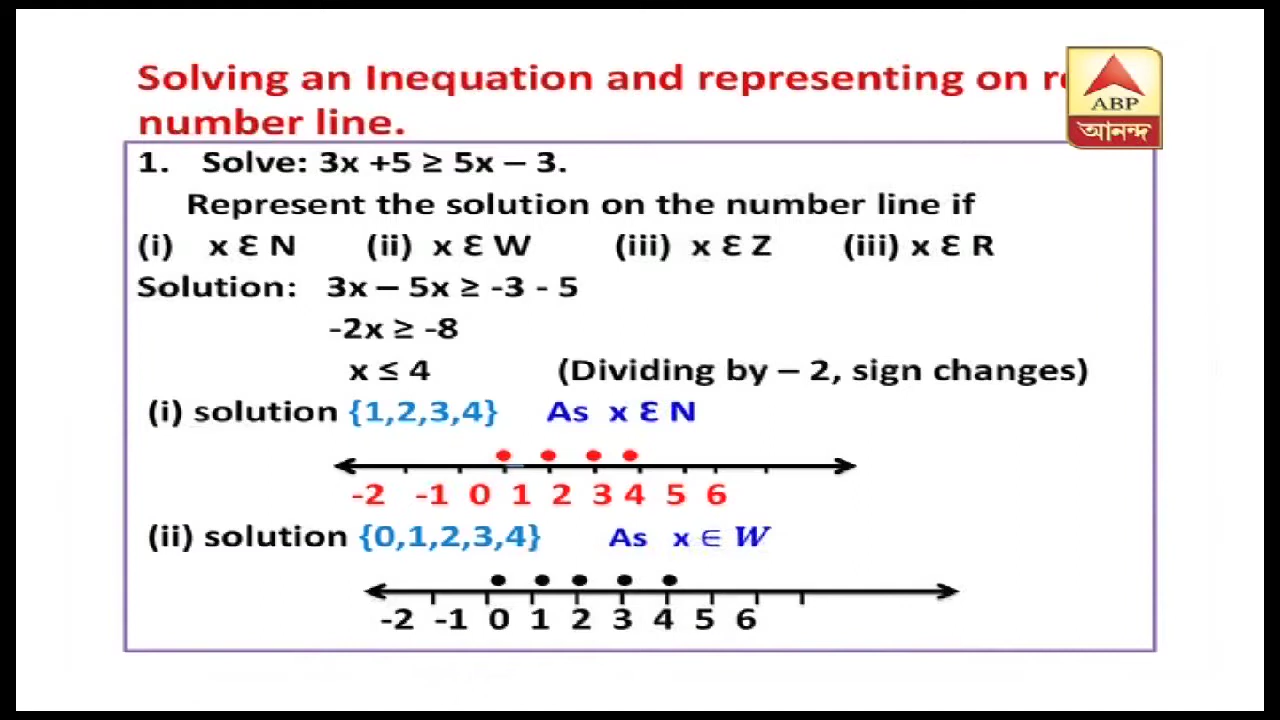 Solving an Inequation and representing on
number line.
ABP
আনন্দ
1. Solve: 3x +5 ≥ 5x – 3.
Represent the solution on the number line if
(i) x Ɛ N (ii) x Ɛ W (iii) x Ɛ Z (iii) x Ɛ R
Solution: 3x – 5x ≥ -3 - 5
-2x ≥ -8
x ≤ 4 (Dividing by – 2, sign changes)
(i) solution {1,2,3,4} As x Ɛ N
-2 -1 0 1 2 3 4 5 6
(ii) solution {0,1,2,3,4} As x ∈ W
-2 -1 0 1 2 3 4 5 6